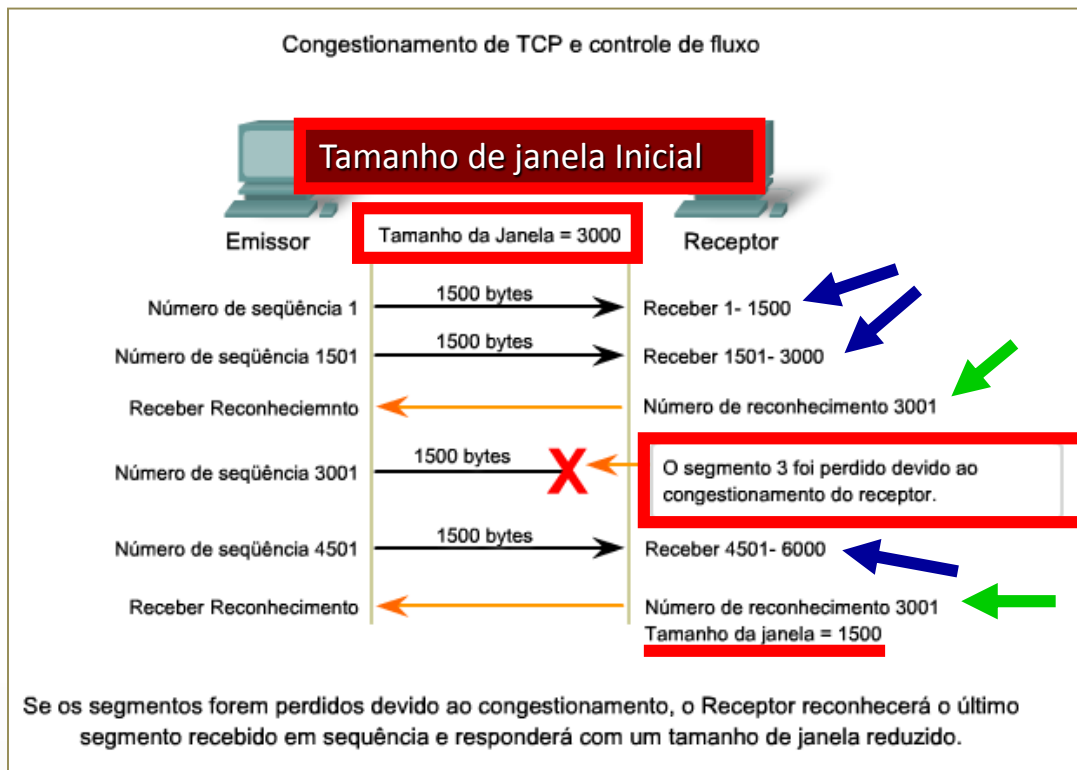 Congestionamento de TCP e controle de fluxo
Tamanho de janela Inicial
Emissor
Tamanho da Janela = 3000
Receptor
Número de seqüência 1
1500 bytes
Receber 1- 1500
Número de seqüência 1501
1500 bytes
Receber 1501- 3000
Receber Reconheciemnto
Número de reconhecimento 3001
Número de seqüência 3001
1500 bytes
X
O segmento 3 foi perdido devido ao
congestionamento do receptor.
Número de seqüência 4501
1500 bytes
Receber 4501- 6000
Receber Reconhecimento
Número de reconhecimento 3001
Tamanho da janela = 1500
Se os segmentos forem perdidos devido ao congestionamento, o Receptor reconhecerá o último
segmento recebido em sequência e responderá com um tamanho de janela reduzido.